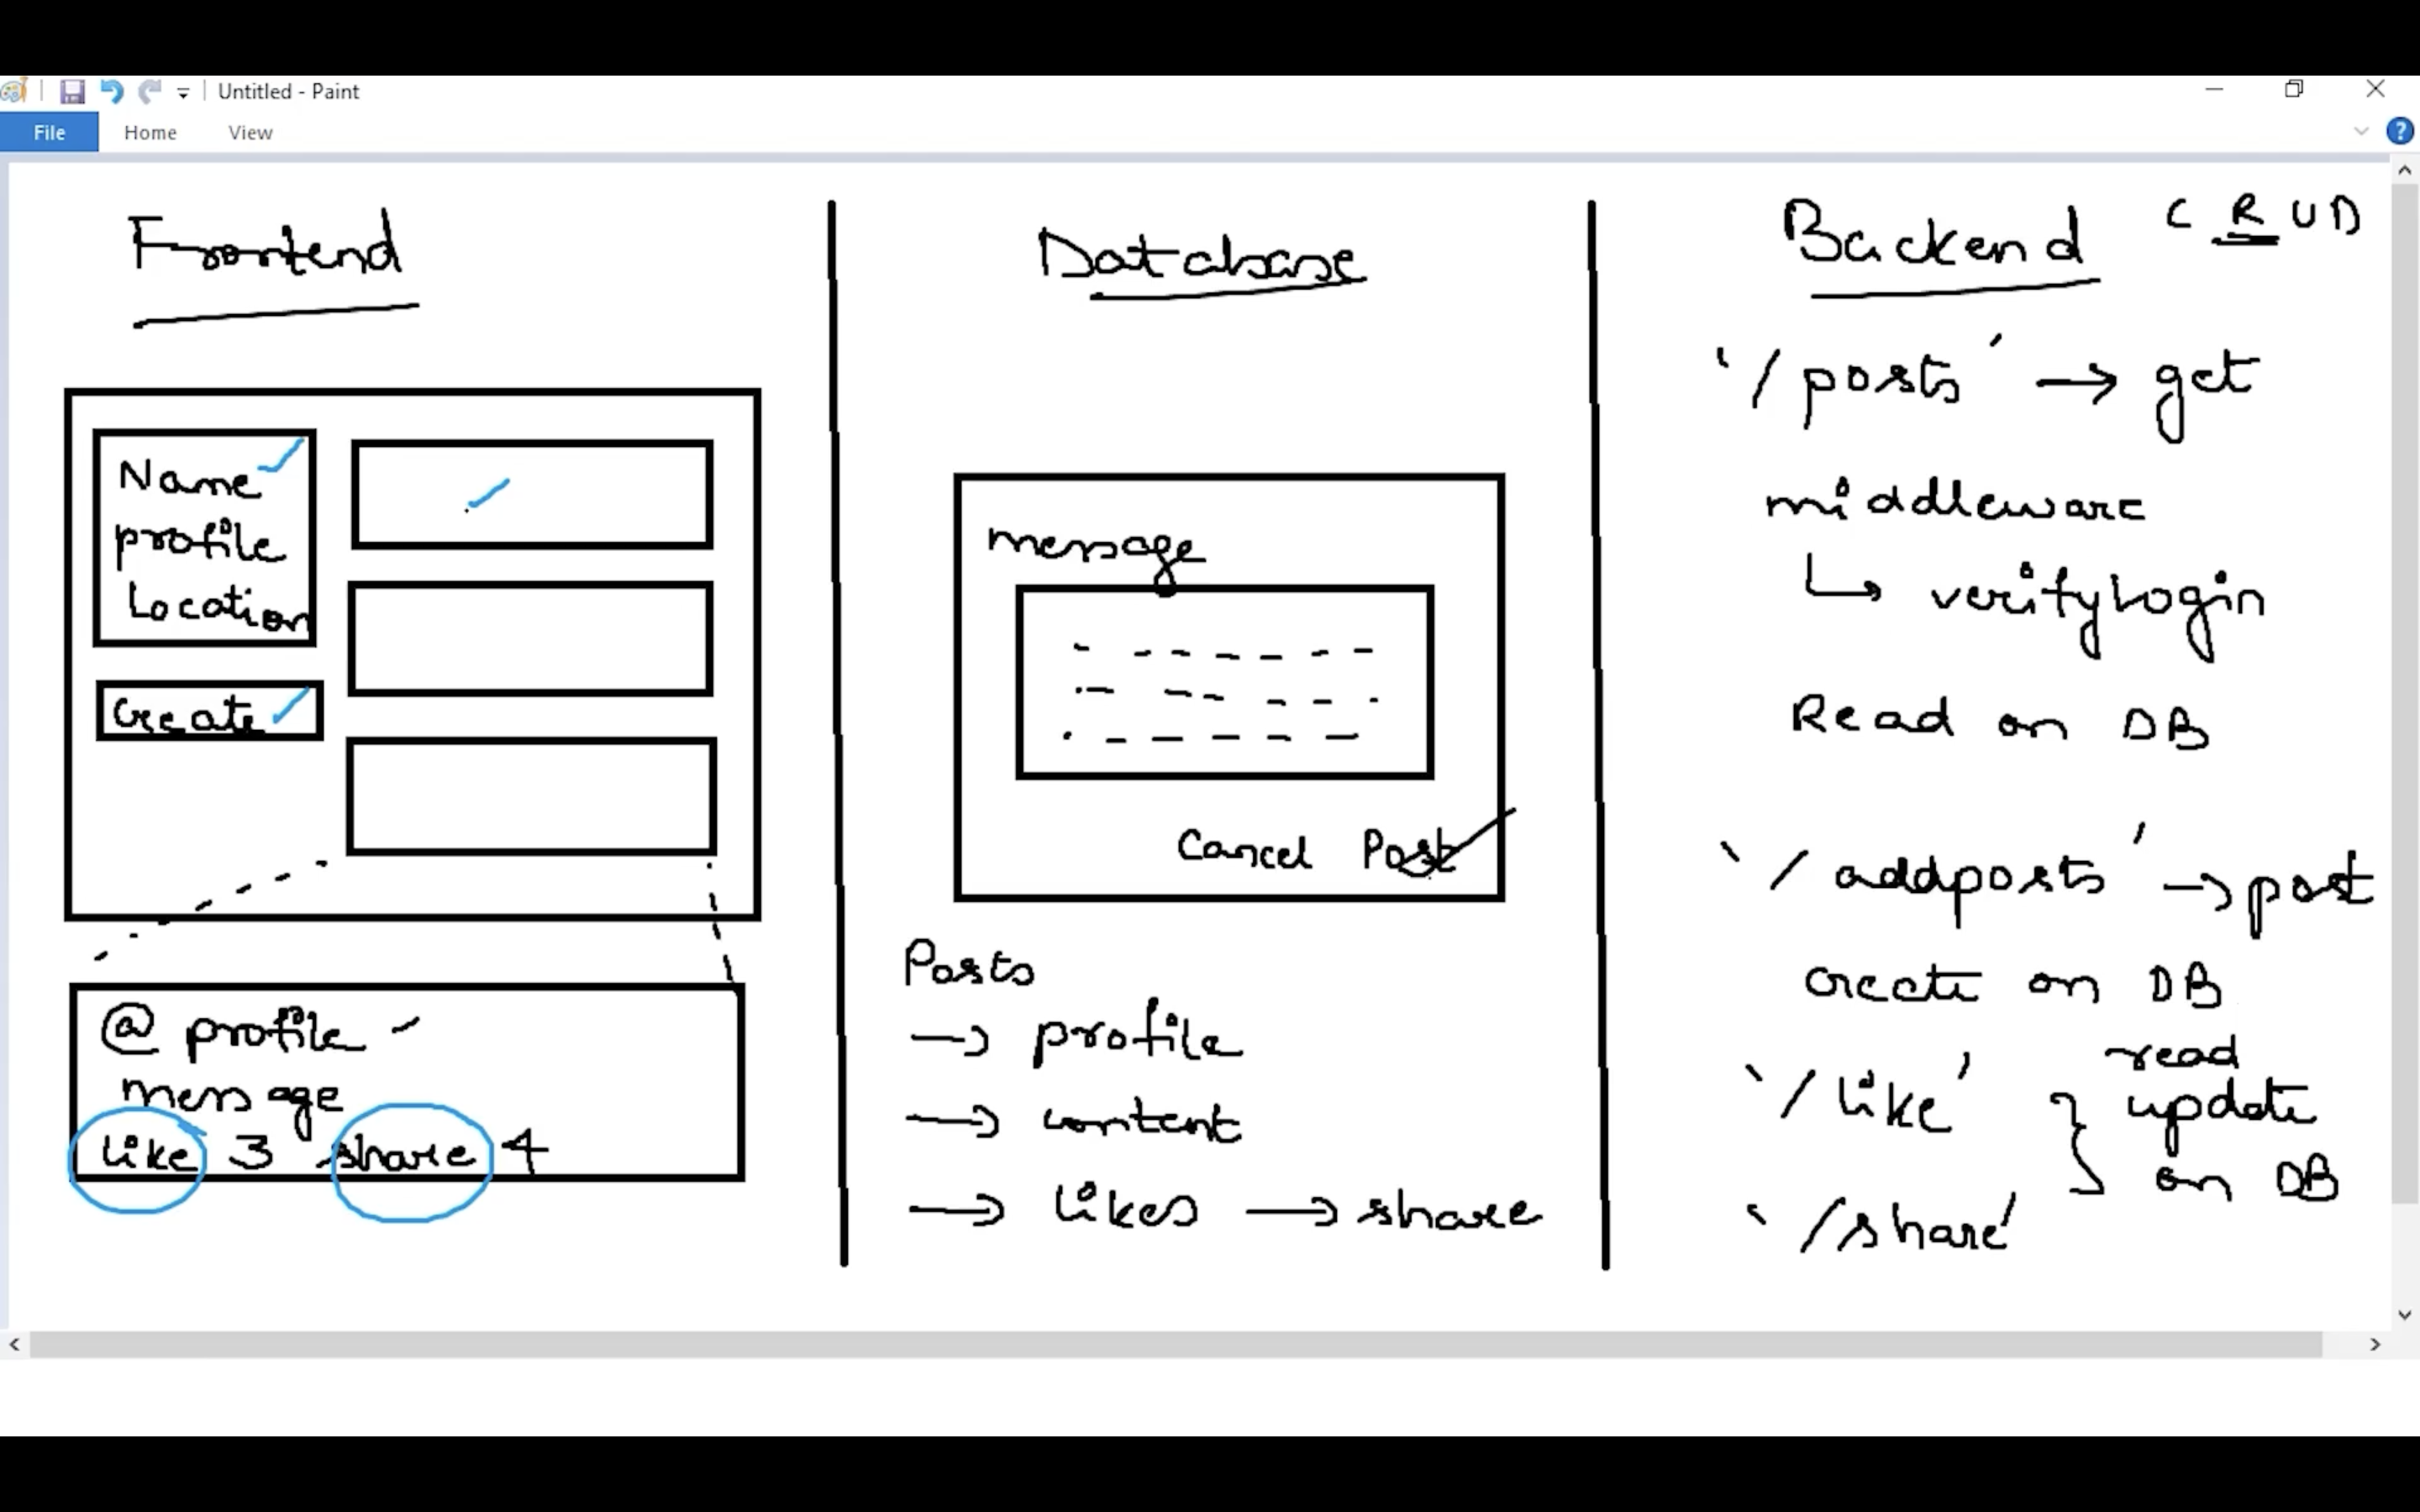 Untitled - Paint
File Home View
Frontend
Name
profile
Location
Create
@ profile
message
like 3 share 4
Database
message
Cancel Post
Posts
→ profile
→ content
→ likes → share
Backend C R U D
'/posts' → get
middleware
↳ verifyLogin
Read on DB
'/addposts' → post
create on DB
'/like' } read
update
on DB
'/share'